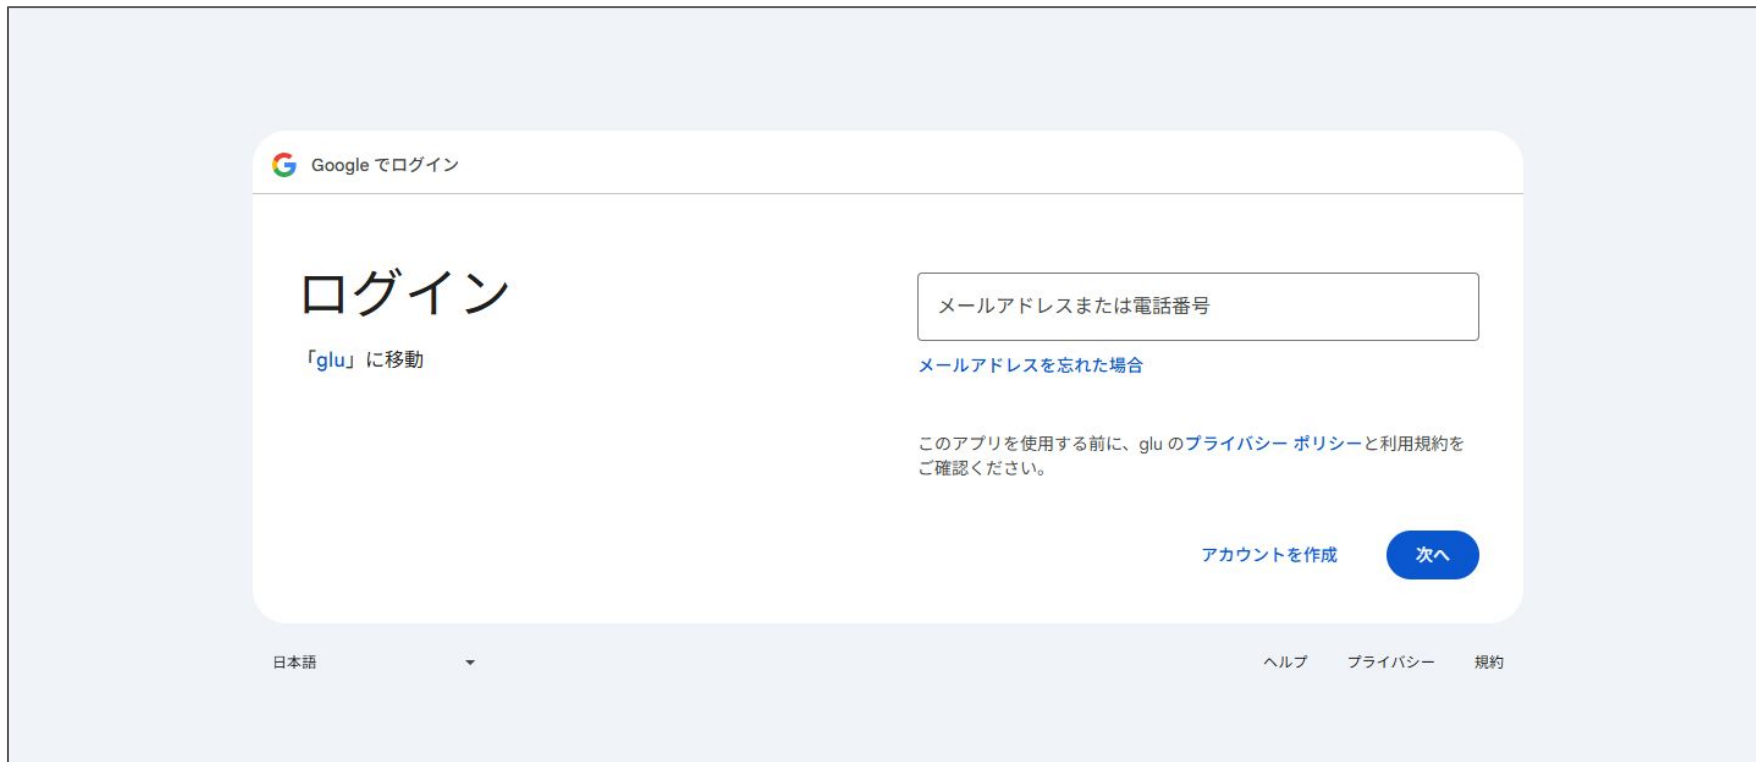 Google でログイン
ログイン
「glu」に移動
メールアドレスまたは電話番号
メールアドレスを忘れた場合
このアプリを使用する前に、glu のプライバシー ポリシーと利用規約を
ご確認ください。
アカウントを作成
次へ
日本語
ヘルプ プライバシー 規約